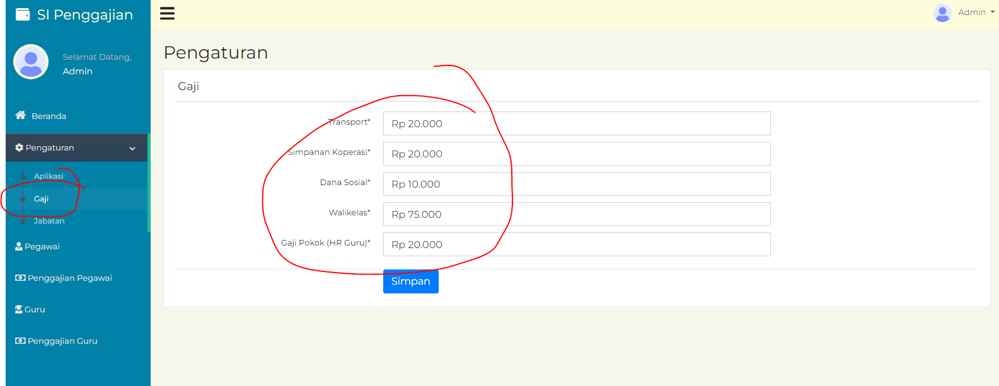 SI Penggajian
Admin
Selamat Datang,
Admin
Beranda
Pengaturan
Aplikasi
Gaji
Jabatan
Pegawai
Penggajian Pegawai
Guru
Penggajian Guru
Pengaturan
Gaji
Transport* Rp 20.000
Simpanan Koperasi* Rp 20.000
Dana Sosial* Rp 10.000
Walikelas* Rp 75.000
Gaji Pokok (HR Guru)* Rp 20.000
Simpan